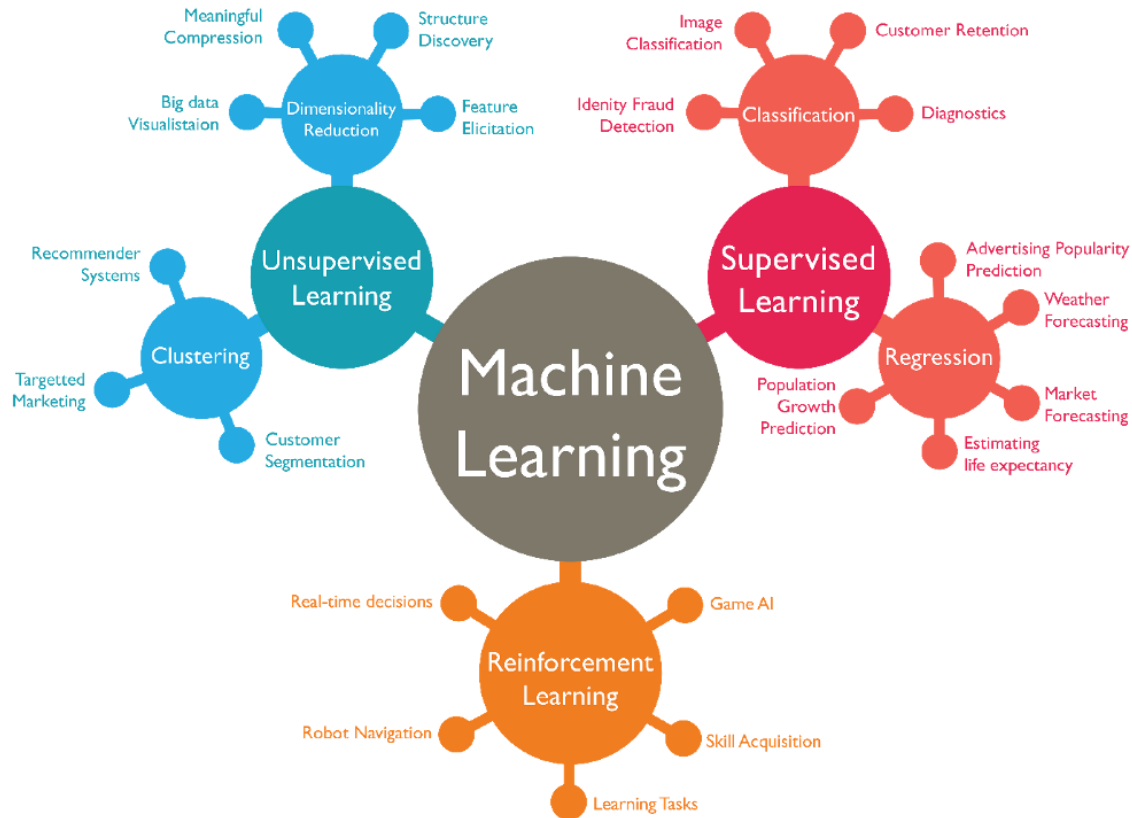 Meaningful
Compression
Structure
Discovery
Big data
Visualistaion
Dimensionality
Reduction
Feature
Elicitation
Image
Classification
Customer Retention
Idenity Fraud
Detection
Classification
Diagnostics
Recommender
Systems
Unsupervised
Learning
Clustering
Targetted
Marketing
Customer
Segmentation
Machine
Learning
Supervised
Learning
Advertising Popularity
Prediction
Weather
Forecasting
Regression
Population
Growth
Prediction
Market
Forecasting
Estimating
life expectancy
Real-time decisions
Game AI
Reinforcement
Learning
Robot Navigation
Skill Acquisition
Learning Tasks